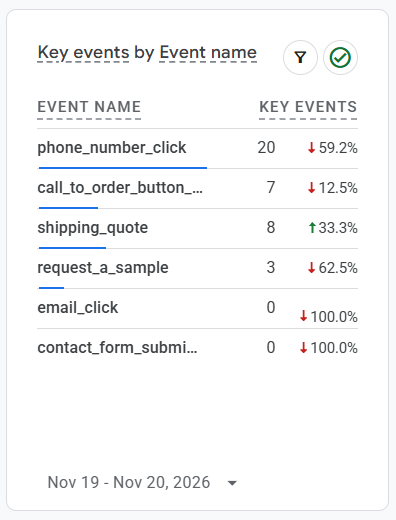 Key events by Event name
EVENT NAME KEY EVENTS
phone_number_click 20 ↓59.2%
call_to_order_button_... 7 ↓12.5%
shipping_quote 8 ↑33.3%
request_a_sample 3 ↓62.5%
email_click 0 ↓100.0%
contact_form_submi... 0 ↓100.0%
Nov 19 - Nov 20, 2026